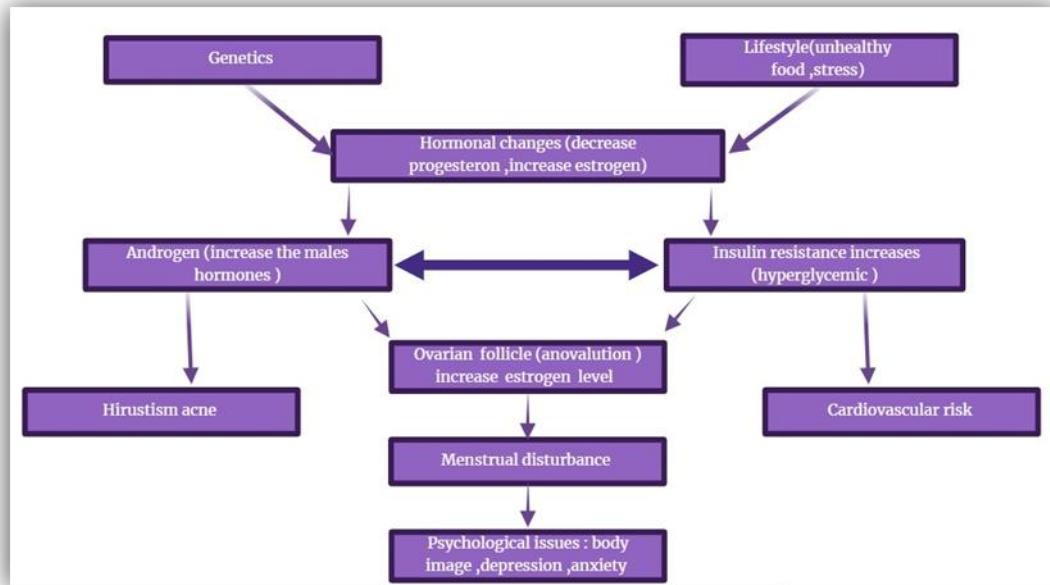 Genetics
Lifestyle(unhealthy
food ,stress)
Hormonal changes (decrease
progesteron ,increase estrogen)
Androgen (increase the males
hormones )
Insulin resistance increases
(hyperglycemic )
Ovarian follicle (anovalution )
increase estrogen level
Hirustism acne
Cardiovascular risk
Menstrual disturbance
Psychological issues : body
image ,depression ,anxiety